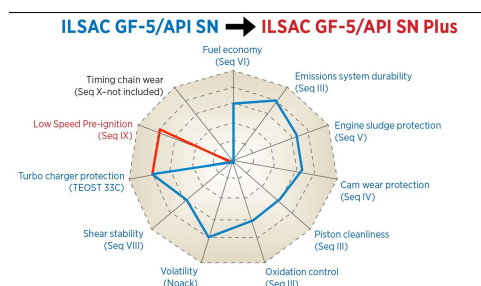 ILSAC GF-5/API SN ILSAC GF-5/API SN Plus
Fuel economy
(Seq VI)
Timing chain wear
(Seq X–not included)
Emissions system durability
(Seq III)
Low Speed Pre-ignition
(Seq IX)
Engine sludge protection
(Seq V)
Turbo charger protection
(TEOST 33C)
Cam wear protection
(Seq IV)
Shear stability
(Seq VIII)
Piston cleanliness
(Seq III)
Volatility
(Noack)
Oxidation control
(Seq III)